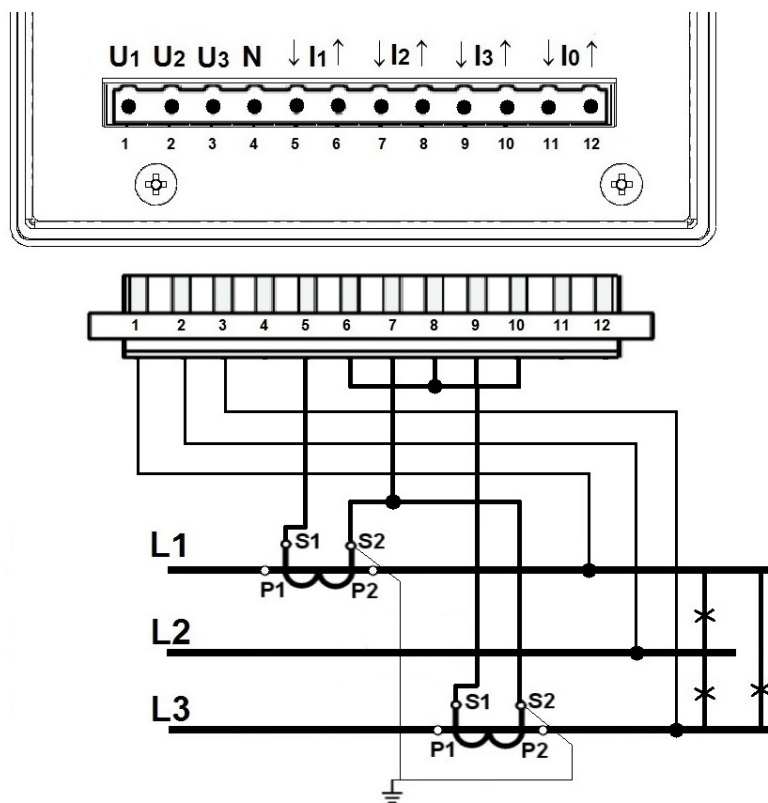 U1 U2 U3 N ↓ I1 ↑ ↓ I2 ↑ ↓ I3 ↑ ↓ I0 ↑
1 2 3 4 5 6 7 8 9 10 11 12
1 2 3 4 5 6 7 8 9 10 11 12
S1 S2
L1
P1 P2
L2
S1 S2
L3
P1 P2